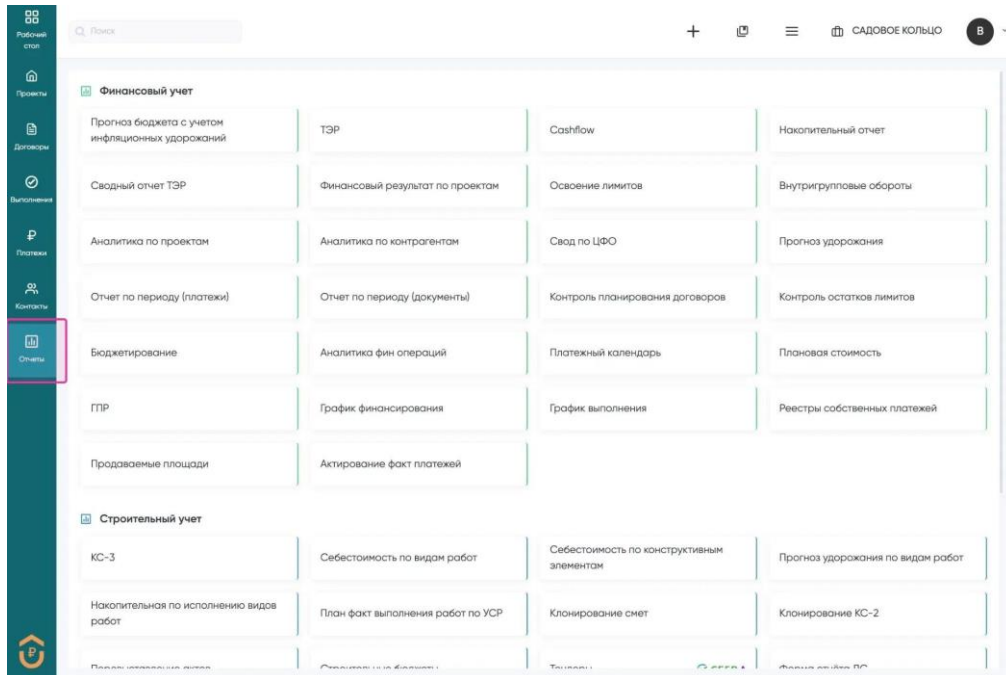 Рабочий
стол
Поиск
САДОВОЕ КОЛЬЦО
В
Проекты
Договоры
Выполнения
Платежи
Контакты
Отчеты
Финансовый учет
Прогноз бюджета с учетом
инфляционных удорожаний
ТЭР
Cashflow
Накопительный отчет
Сводный отчет ТЭР
Финансовый результат по проектам
Освоение лимитов
Внутригрупповые обороты
Аналитика по проектам
Аналитика по контрагентам
Свод по ЦФО
Прогноз удорожания
Отчет по периоду (платежи)
Отчет по периоду (документы)
Контроль планирования договоров
Контроль остатков лимитов
Бюджетирование
Аналитика фин операций
Платежный календарь
Плановая стоимость
ГПР
График финансирования
График выполнения
Реестры собственных платежей
Продаваемые площади
Актирование факт платежей
Строительный учет
КС-3
Себестоимость по видам работ
Себестоимость по конструктивным
элементам
Прогноз удорожания по видам работ
Накопительная по исполнению видов
работ
План факт выполнения работ по УСР
Клонирование смет
Клонирование КС-2
Строительные бюджеты
Тендеры